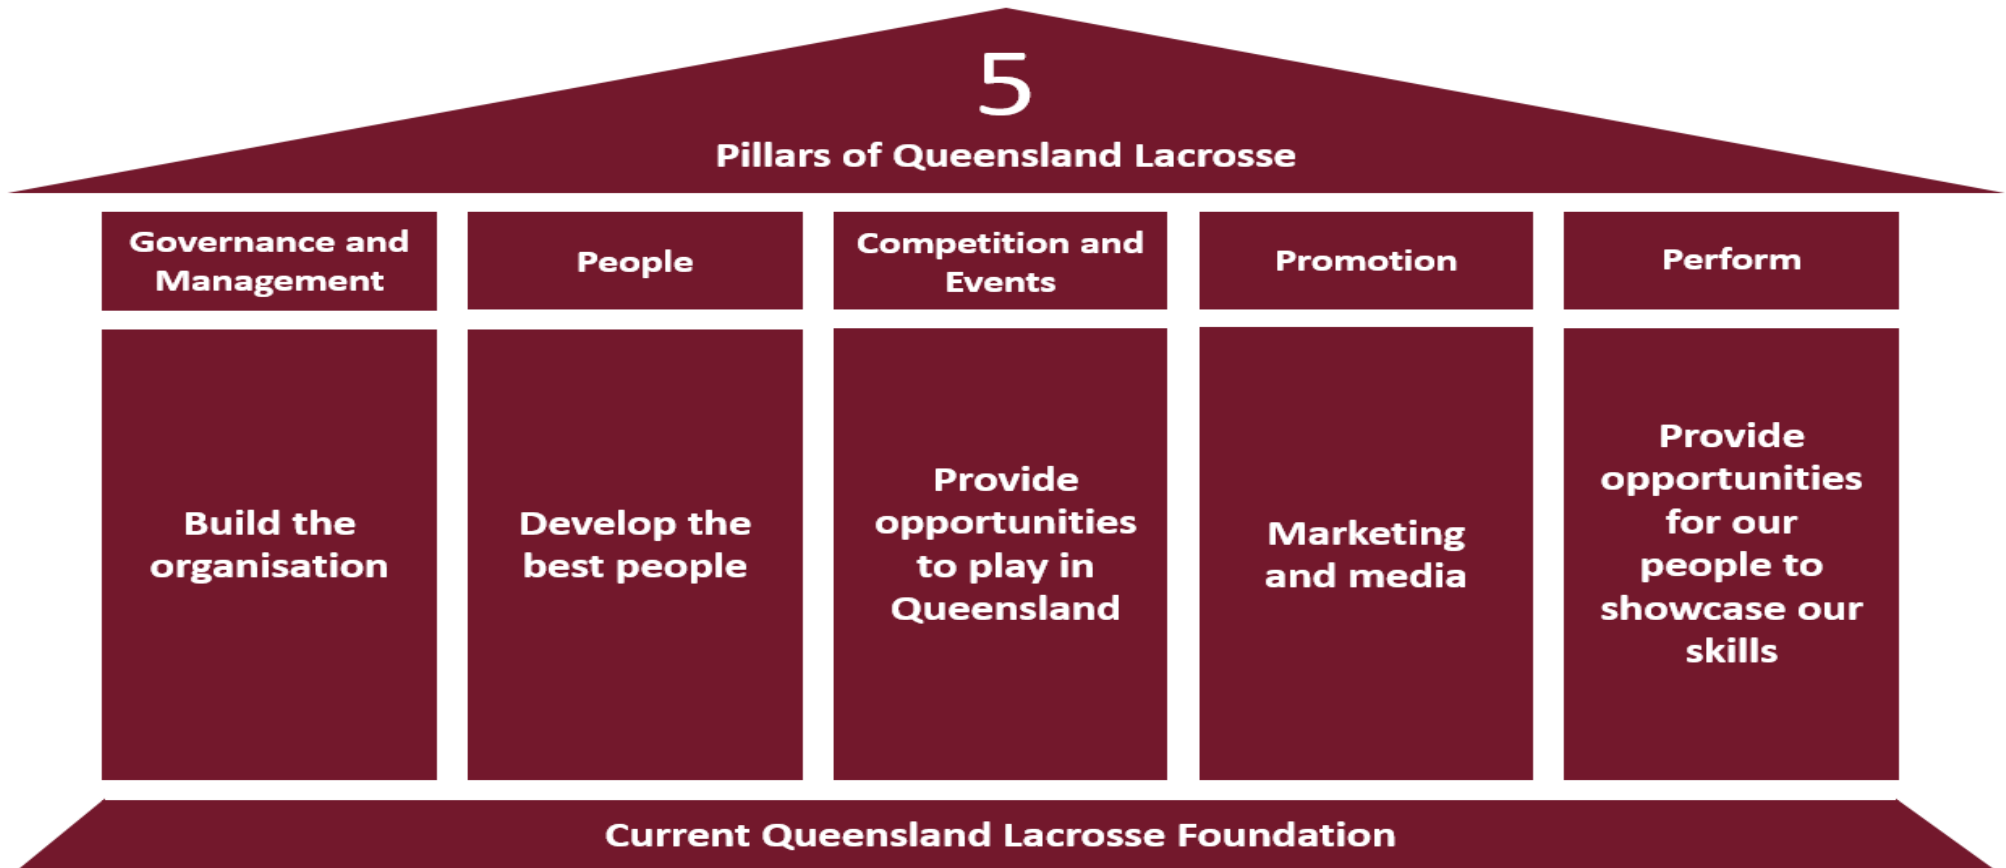 5
Pillars of Queensland Lacrosse
Governance and
Management
People
Competition and
Events
Promotion
Perform
Build the
organisation
Develop the
best people
Provide
opportunities
to play in
Queensland
Marketing
and media
Provide
opportunities
for our
people to
showcase our
skills
Current Queensland Lacrosse Foundation